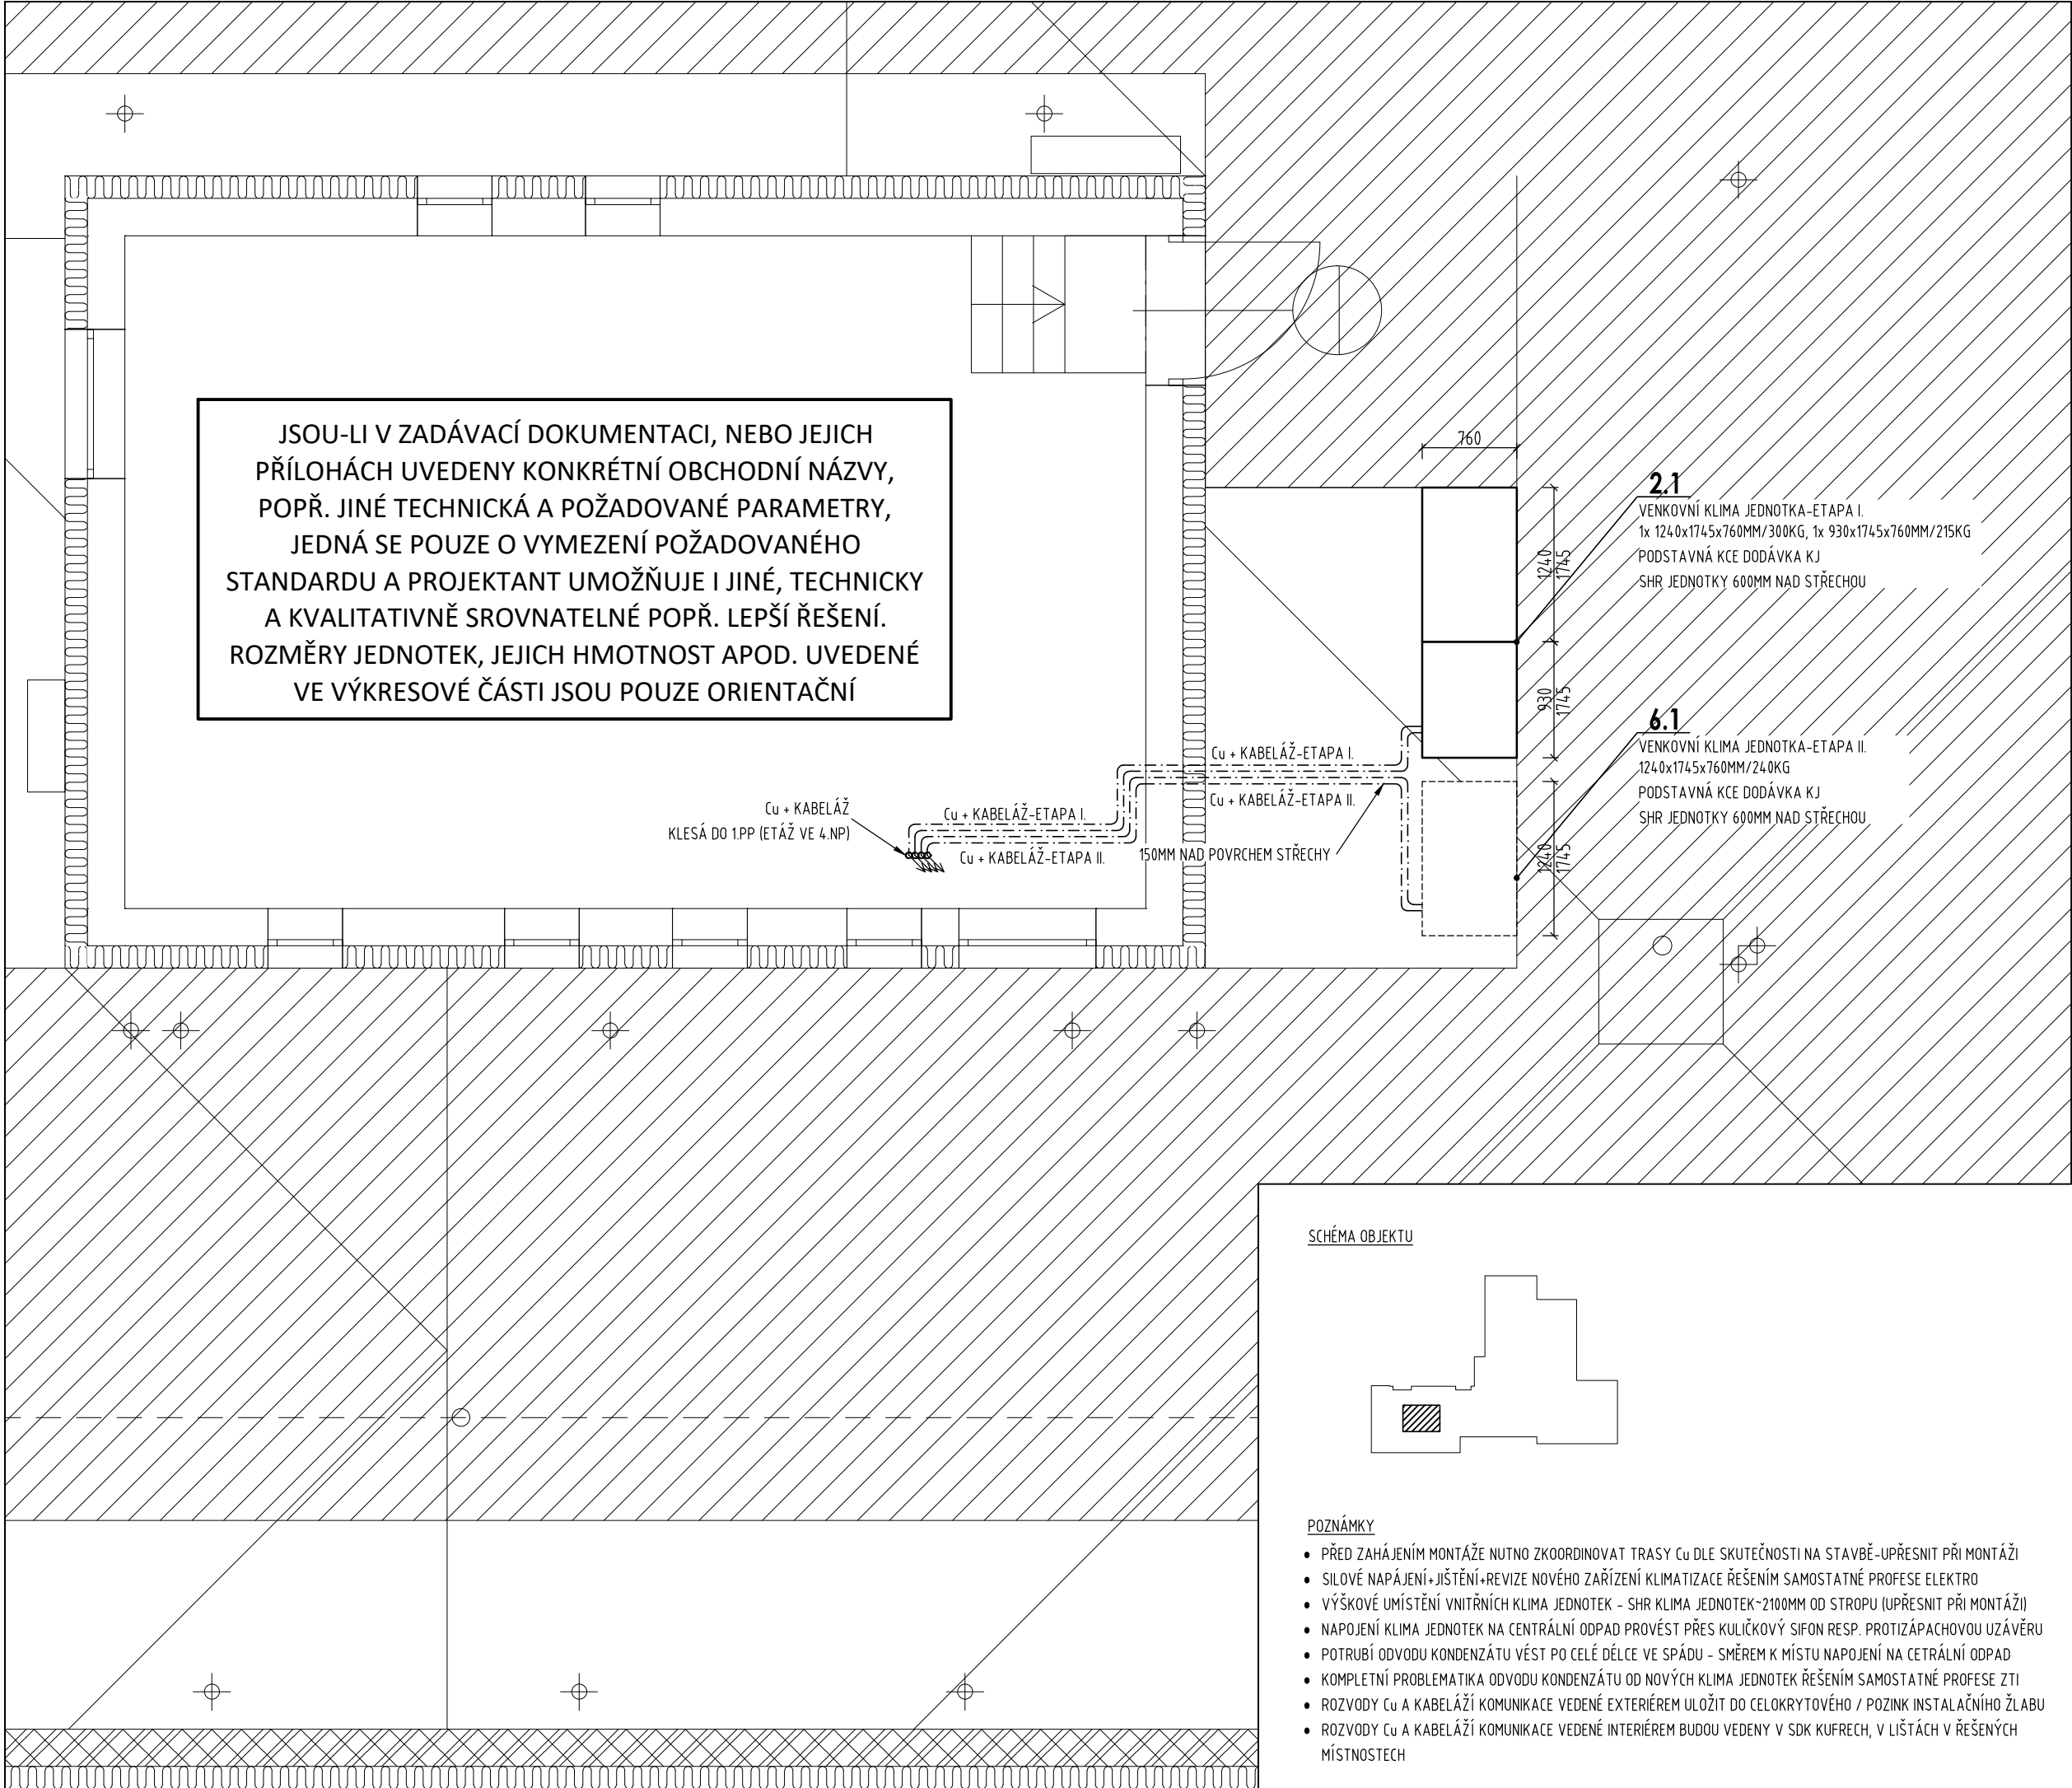 JSOU-LI V ZADÁVACÍ DOKUMENTACI, NEBO JEJICH
PŘÍLOHÁCH UVEDENY KONKRÉTNÍ OBCHODNÍ NÁZVY,
POPŘ. JINÉ TECHNICKÁ A POŽADOVANÉ PARAMETRY,
JEDNÁ SE POUZE O VYMEZENÍ POŽADOVANÉHO
STANDARDU A PROJEKTANT UMOŽŇUJE I JINÉ, TECHNICKY
A KVALITATIVNĚ SROVNATELNÉ POPŘ. LEPŠÍ ŘEŠENÍ.
ROZMĚRY JEDNOTEK, JEJICH HMOTNOST APOD. UVEDENÉ
VE VÝKRESOVÉ ČÁSTI JSOU POUZE ORIENTAČNÍ
760
1240
1745
930
1745
1240
1745
2.1
VENKOVNÍ KLIMA JEDNOTKA-ETAPA I.
1x 1240x1745x760MM/300KG, 1x 930x1745x760MM/215KG
PODSTAVNÁ KCE DODÁVKA KJ
SHR JEDNOTKY 600MM NAD STŘECHOU
6.1
VENKOVNÍ KLIMA JEDNOTKA-ETAPA II.
1240x1745x760MM/240KG
PODSTAVNÁ KCE DODÁVKA KJ
SHR JEDNOTKY 600MM NAD STŘECHOU
Cu + KABELÁŽ-ETAPA I.
Cu + KABELÁŽ-ETAPA II.
Cu + KABELÁŽ
KLESÁ DO 1.PP (ETÁŽ VE 4.NP)
Cu + KABELÁŽ-ETAPA I.
Cu + KABELÁŽ-ETAPA II.
150MM NAD POVRCHEM STŘECHY
SCHÉMA OBJEKTU
POZNÁMKY
• PŘED ZAHÁJENÍM MONTÁŽE NUTNO ZKOORDINOVAT TRASY Cu DLE SKUTEČNOSTI NA STAVBĚ-UPŘESNIT PŘI MONTÁŽI
• SILOVÉ NAPÁJENÍ+JIŠTĚNÍ+REVIZE NOVÉHO ZAŘÍZENÍ KLIMATIZACE ŘEŠENÍM SAMOSTATNÉ PROFESE ELEKTRO
• VÝŠKOVÉ UMÍSTĚNÍ VNITŘNÍCH KLIMA JEDNOTEK - SHR KLIMA JEDNOTEK~2100MM OD STROPU (UPŘESNIT PŘI MONTÁŽI)
• NAPOJENÍ KLIMA JEDNOTEK NA CENTRÁLNÍ ODPAD PROVÉST PŘES KULIČKOVÝ SIFON RESP. PROTIZÁPACHOVOU UZÁVĚRU
• POTRUBÍ ODVODU KONDENZÁTU VÉST PO CELÉ DÉLCE VE SPÁDU - SMĚREM K MÍSTU NAPOJENÍ NA CETRÁLNÍ ODPAD
• KOMPLETNÍ PROBLEMATIKA ODVODU KONDENZÁTU OD NOVÝCH KLIMA JEDNOTEK ŘEŠENÍM SAMOSTATNÉ PROFESE ZTI
• ROZVODY Cu A KABELÁŽÍ KOMUNIKACE VEDENÉ EXTERIÉREM ULOŽIT DO CELOKRYTOVÉHO / POZINK INSTALAČNÍHO ŽLABU
• ROZVODY Cu A KABELÁŽÍ KOMUNIKACE VEDENÉ INTERIÉREM BUDOU VEDENY V SDK KUFRECH, V LIŠTÁCH V ŘEŠENÝCH
MÍSTNOSTECH